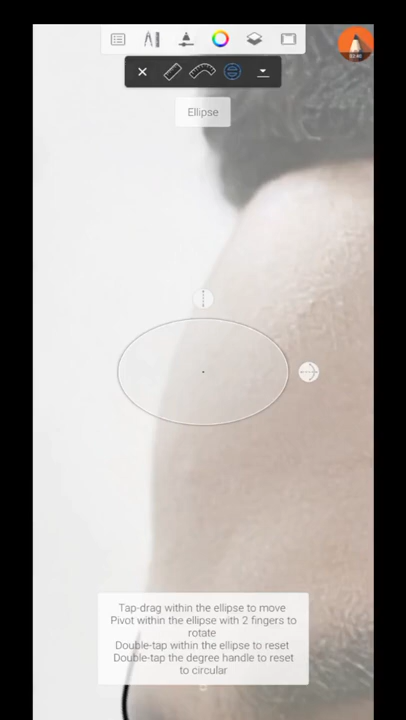 Ellipse
Tap-drag within the ellipse to move
Pivot within the ellipse with 2 fingers to
rotate
Double-tap within the ellipse to reset
Double-tap the degree handle to reset
to circular